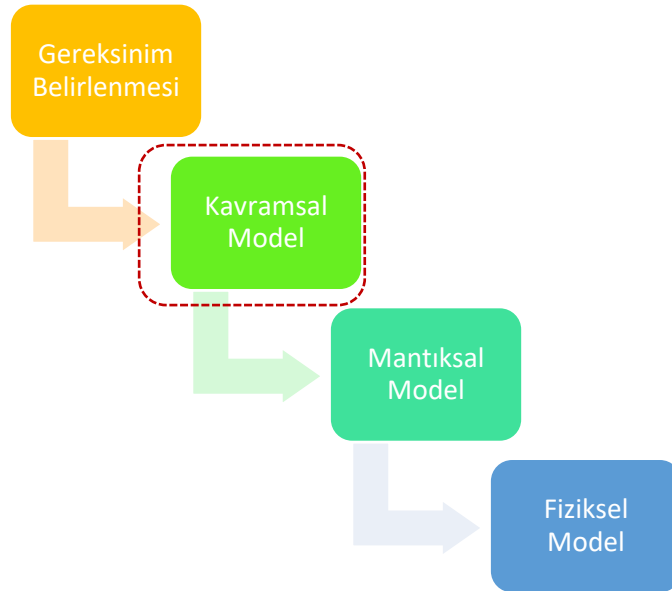 Gereksinim
Belirlenmesi
Kavramsal
Model
Mantıksal
Model
Fiziksel
Model